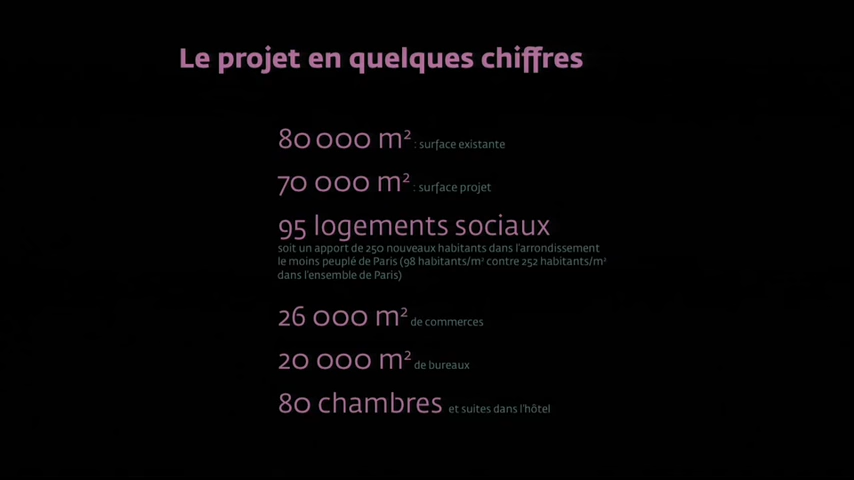 Le projet en quelques chiffres
80 000 m² : surface existante
70 000 m² : surface projet
95 logements sociaux
soit un apport de 250 nouveaux habitants dans l'arrondissement
le moins peuplé de Paris (98 habitants/m² contre 252 habitants/m²
dans l'ensemble de Paris)
26 000 m² de commerces
20 000 m² de bureaux
80 chambres et suites dans l'hôtel